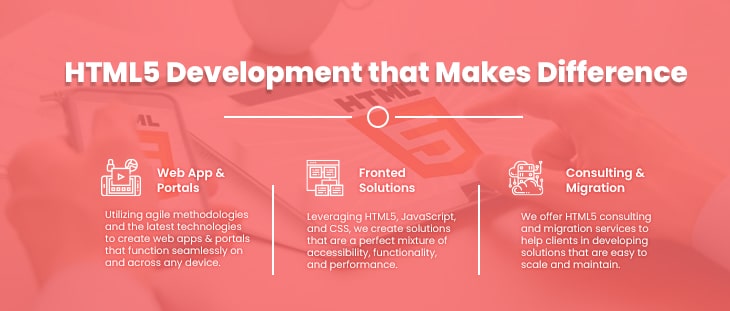 HTML5 Development that Makes Difference
HTML
HTML
Web App &
Portals
Utilizing agile methodologies
and the latest technologies
to create web apps & portals
that function seamlessly on
and across any device.
Fronted
Solutions
Leveraging HTML5, JavaScript,
and CSS, we create solutions
that are a perfect mixture of
accessibility, functionality,
and performance.
Consulting &
Migration
We offer HTML5 consulting
and migration services to
help clients in developing
solutions that are easy to
scale and maintain.